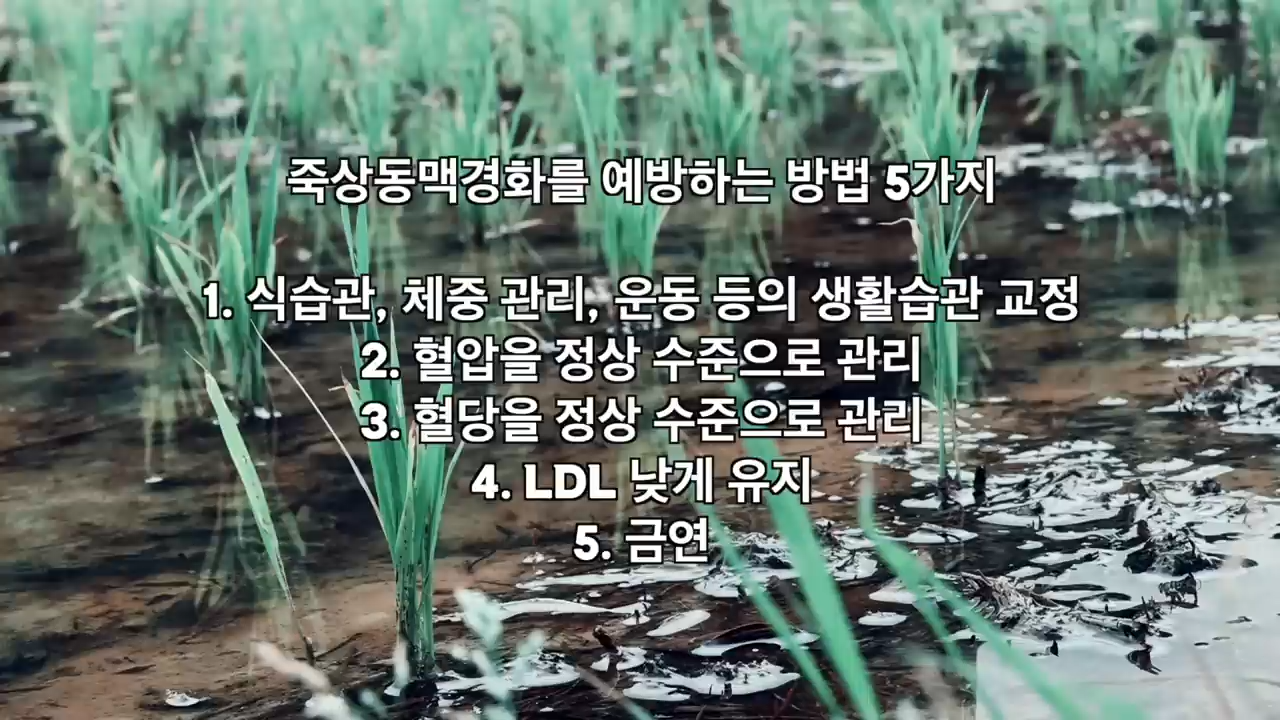 죽상동맥경화를 예방하는 방법 5가지
1. 식습관, 체중 관리, 운동 등의 생활습관 교정
2. 혈압을 정상 수준으로 관리
3. 혈당을 정상 수준으로 관리
4. LDL 낮게 유지
5. 금연